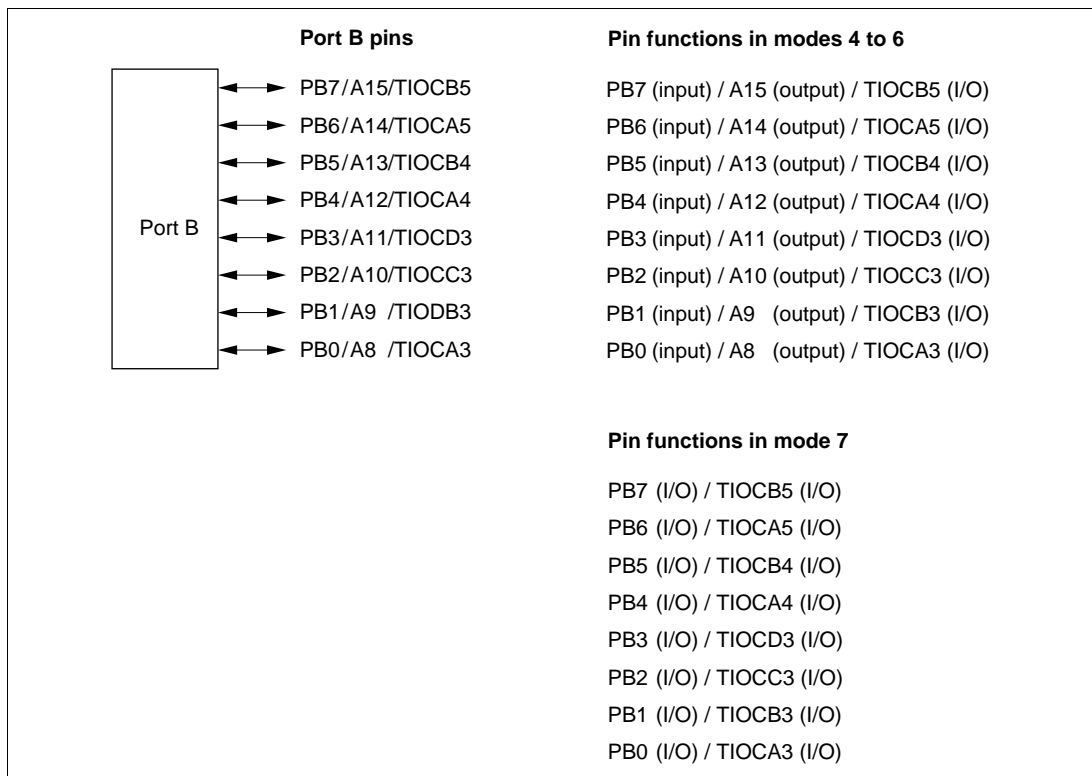 Port B pins
Port B
PB7/A15/TIOCB5
PB6/A14/TIOCA5
PB5/A13/TIOCB4
PB4/A12/TIOCA4
PB3/A11/TIOCD3
PB2/A10/TIOCC3
PB1/A9 /TIODB3
PB0/A8 /TIOCA3
Pin functions in modes 4 to 6
PB7 (input) / A15 (output) / TIOCB5 (I/O)
PB6 (input) / A14 (output) / TIOCA5 (I/O)
PB5 (input) / A13 (output) / TIOCB4 (I/O)
PB4 (input) / A12 (output) / TIOCA4 (I/O)
PB3 (input) / A11 (output) / TIOCD3 (I/O)
PB2 (input) / A10 (output) / TIOCC3 (I/O)
PB1 (input) / A9 (output) / TIOCB3 (I/O)
PB0 (input) / A8 (output) / TIOCA3 (I/O)
Pin functions in mode 7
PB7 (I/O) / TIOCB5 (I/O)
PB6 (I/O) / TIOCA5 (I/O)
PB5 (I/O) / TIOCB4 (I/O)
PB4 (I/O) / TIOCA4 (I/O)
PB3 (I/O) / TIOCD3 (I/O)
PB2 (I/O) / TIOCC3 (I/O)
PB1 (I/O) / TIOCB3 (I/O)
PB0 (I/O) / TIOCA3 (I/O)